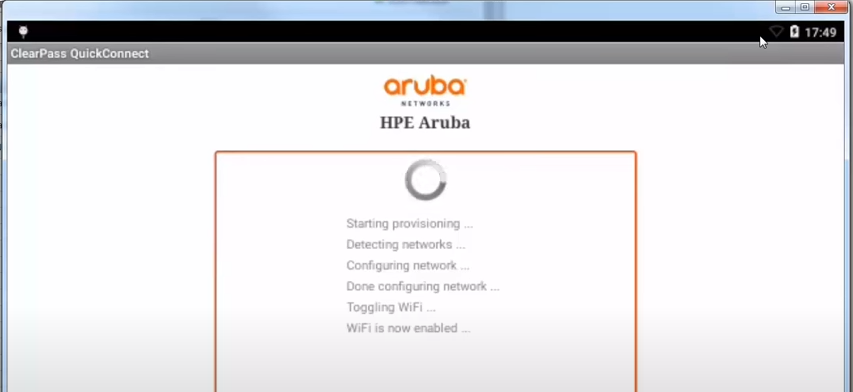 17:49
ClearPass QuickConnect
aruba
NETWORKS
HPE Aruba
Starting provisioning ...
Detecting networks ...
Configuring network ...
Done configuring network ...
Toggling WiFi ...
WiFi is now enabled ...